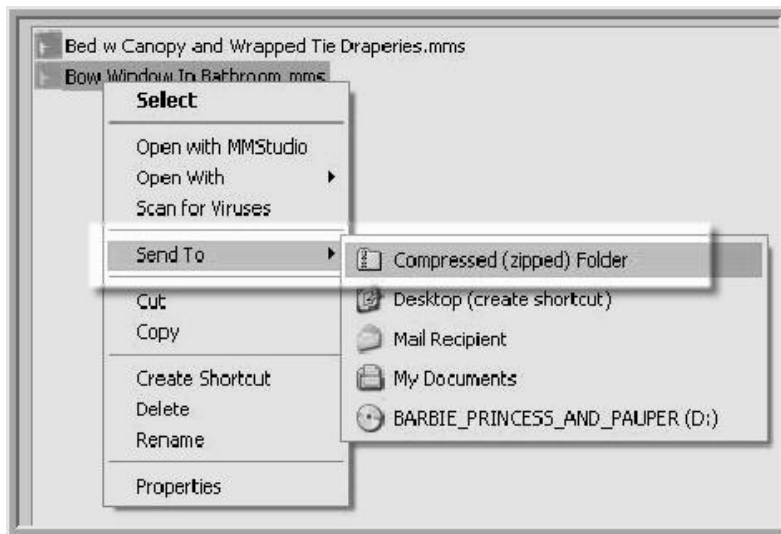 Bed w Canopy and Wrapped Tie Draperies.mms
Bow Window In Bathroom.mms
Select
Open with MMStudio
Open With
Scan for Viruses
Send To
Cut
Copy
Create Shortcut
Delete
Rename
Properties
Compressed (zipped) Folder
Desktop (create shortcut)
Mail Recipient
My Documents
BARBIE_PRINCESS_AND_PAUPER (D:)